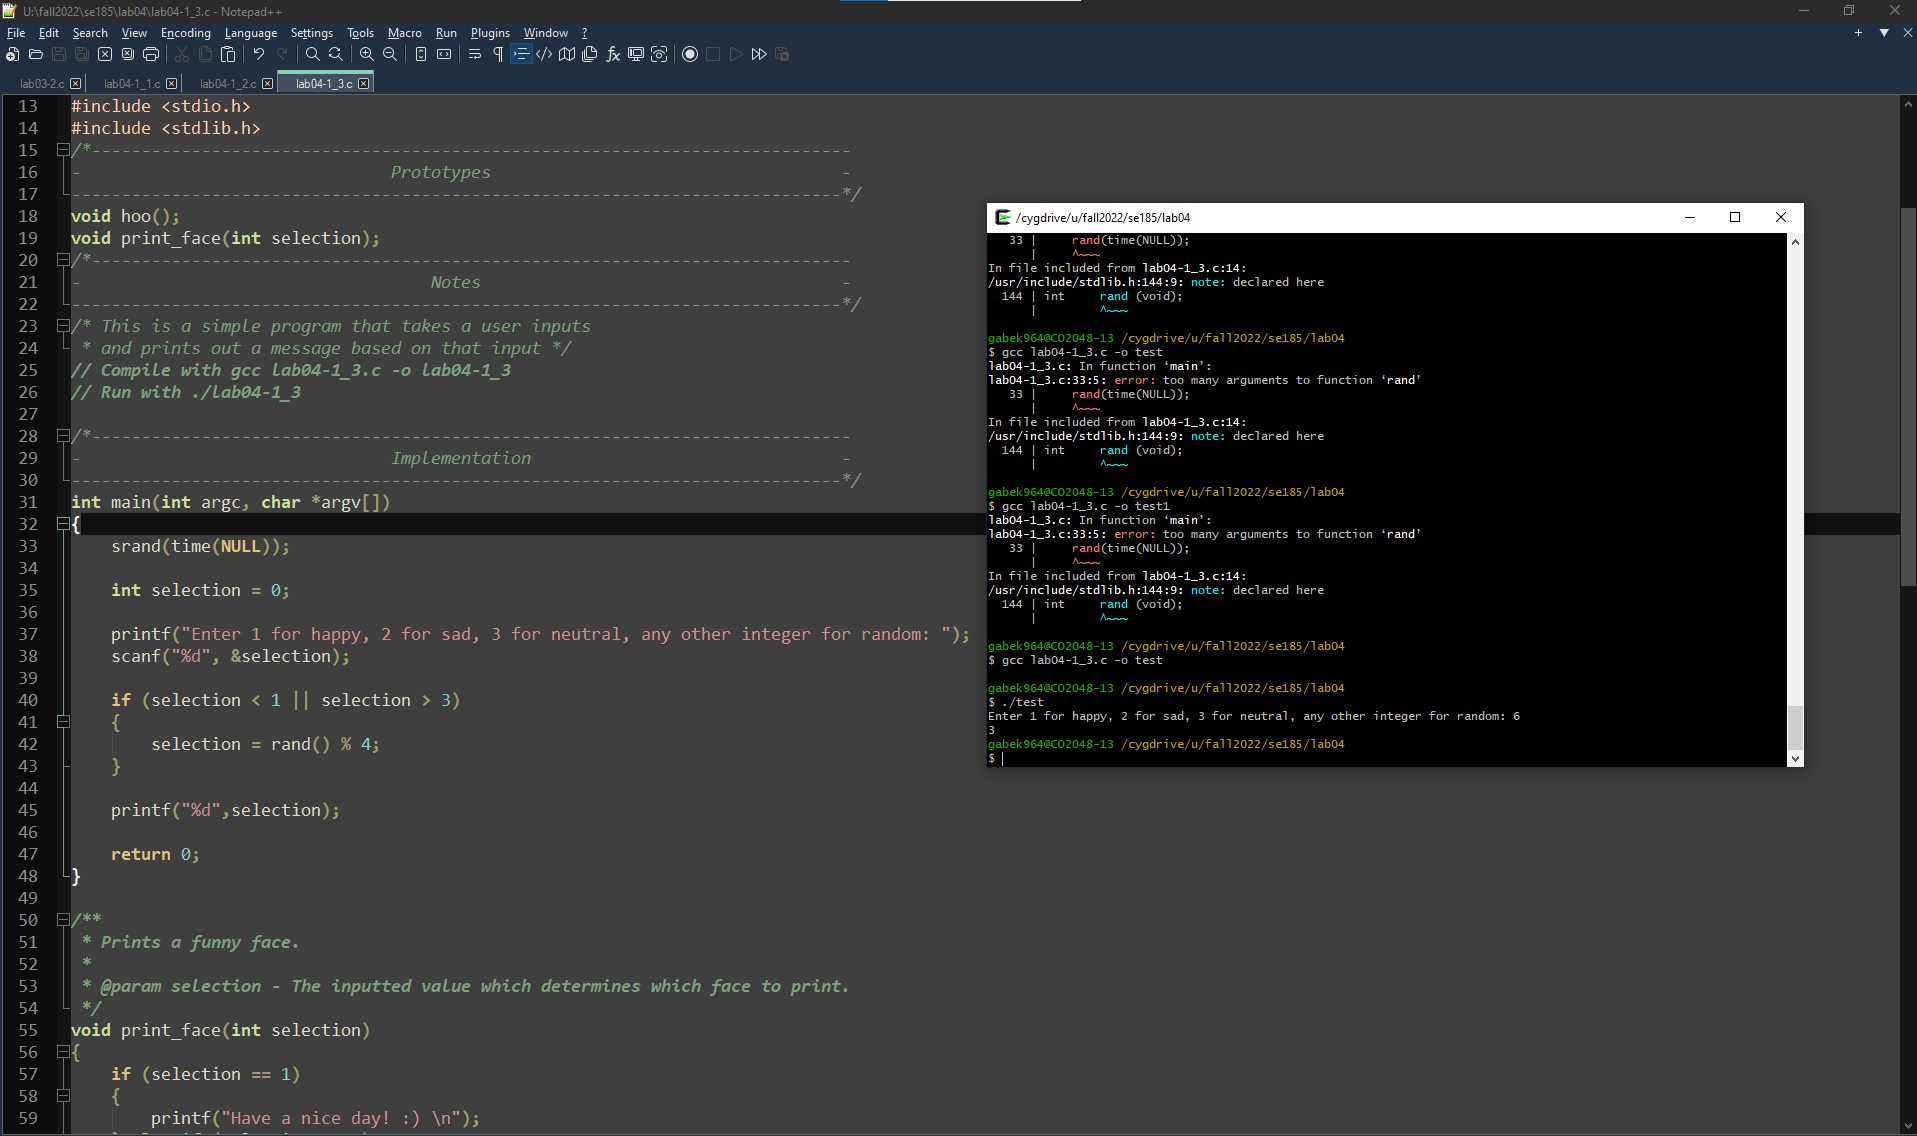 U:\fall2022\se185\lab04\lab04-1_3.c - Notepad++
File Edit Search View Encoding Language Settings Tools Macro Run Plugins Window ?
lab03-2.c lab04-1_1.c lab04-1_2.c lab04-1_3.c
13 #include <stdio.h>
14 #include <stdlib.h>
15 /*----------------------------------------------------------------------------
16 - Prototypes -
17 -----------------------------------------------------------------------------*/
18 void hoo();
19 void print_face(int selection);
20 /*----------------------------------------------------------------------------
21 - Notes -
22 -----------------------------------------------------------------------------*/
23 /* This is a simple program that takes a user inputs
24  * and prints out a message based on that input */
25 // Compile with gcc lab04-1_3.c -o lab04-1_3
26 // Run with ./lab04-1_3
27
28 /*----------------------------------------------------------------------------
29 - Implementation -
30 -----------------------------------------------------------------------------*/
31 int main(int argc, char *argv[])
32 {
33     srand(time(NULL));
34
35     int selection = 0;
36
37     printf("Enter 1 for happy, 2 for sad, 3 for neutral, any other integer for random: ");
38     scanf("%d", &selection);
39
40     if (selection < 1 || selection > 3)
41     {
42         selection = rand() % 4;
43     }
44
45     printf("%d",selection);
46
47     return 0;
48 }
49
50 /**
51  * Prints a funny face.
52  *
53  * @param selection - The inputted value which determines which face to print.
54  */
55 void print_face(int selection)
56 {
57     if (selection == 1)
58     {
59         printf("Have a nice day! :) \n");
/cygdrive/u/fall2022/se185/lab04
33 |     rand(time(NULL));
|     ^~~~
In file included from lab04-1_3.c:14:
/usr/include/stdlib.h:144:9: note: declared here
144 | int     rand (void);
|         ^~~~
gabek964@CO2048-13 /cygdrive/u/fall2022/se185/lab04
$ gcc lab04-1_3.c -o test
lab04-1_3.c: In function ‘main’:
lab04-1_3.c:33:5: error: too many arguments to function ‘rand’
33 |     rand(time(NULL));
|     ^~~~
In file included from lab04-1_3.c:14:
/usr/include/stdlib.h:144:9: note: declared here
144 | int     rand (void);
|         ^~~~
gabek964@CO2048-13 /cygdrive/u/fall2022/se185/lab04
$ gcc lab04-1_3.c -o test1
lab04-1_3.c: In function ‘main’:
lab04-1_3.c:33:5: error: too many arguments to function ‘rand’
33 |     rand(time(NULL));
|     ^~~~
In file included from lab04-1_3.c:14:
/usr/include/stdlib.h:144:9: note: declared here
144 | int     rand (void);
|         ^~~~
gabek964@CO2048-13 /cygdrive/u/fall2022/se185/lab04
$ gcc lab04-1_3.c -o test
gabek964@CO2048-13 /cygdrive/u/fall2022/se185/lab04
$ ./test
Enter 1 for happy, 2 for sad, 3 for neutral, any other integer for random: 6
3
gabek964@CO2048-13 /cygdrive/u/fall2022/se185/lab04
$